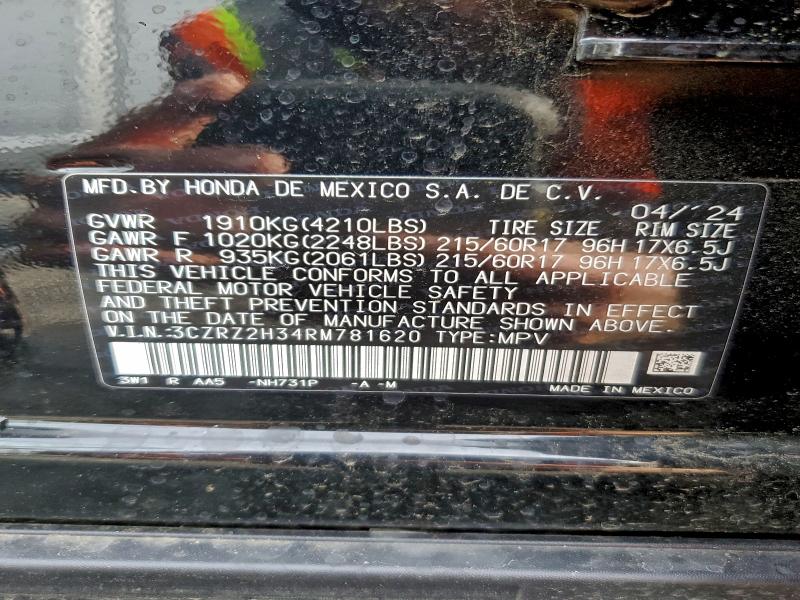 MFD. BY HONDA DE MEXICO S.A. DE C.V.
04/'24
GVWR 1910KG(4210LBS) TIRE SIZE RIM SIZE
GAWR F 1020KG(2248LBS) 215/60R17 96H 17X6.5J
GAWR R 935KG(2061LBS) 215/60R17 96H 17X6.5J
THIS VEHICLE CONFORMS TO ALL APPLICABLE
FEDERAL MOTOR VEHICLE SAFETY
AND THEFT PREVENTION STANDARDS IN EFFECT
ON THE DATE OF MANUFACTURE SHOWN ABOVE.
V.I.N.:3CZRZ2H34RM781620 TYPE:MPV
3W1 R AA5 -NH731P -A -M MADE IN MEXICO